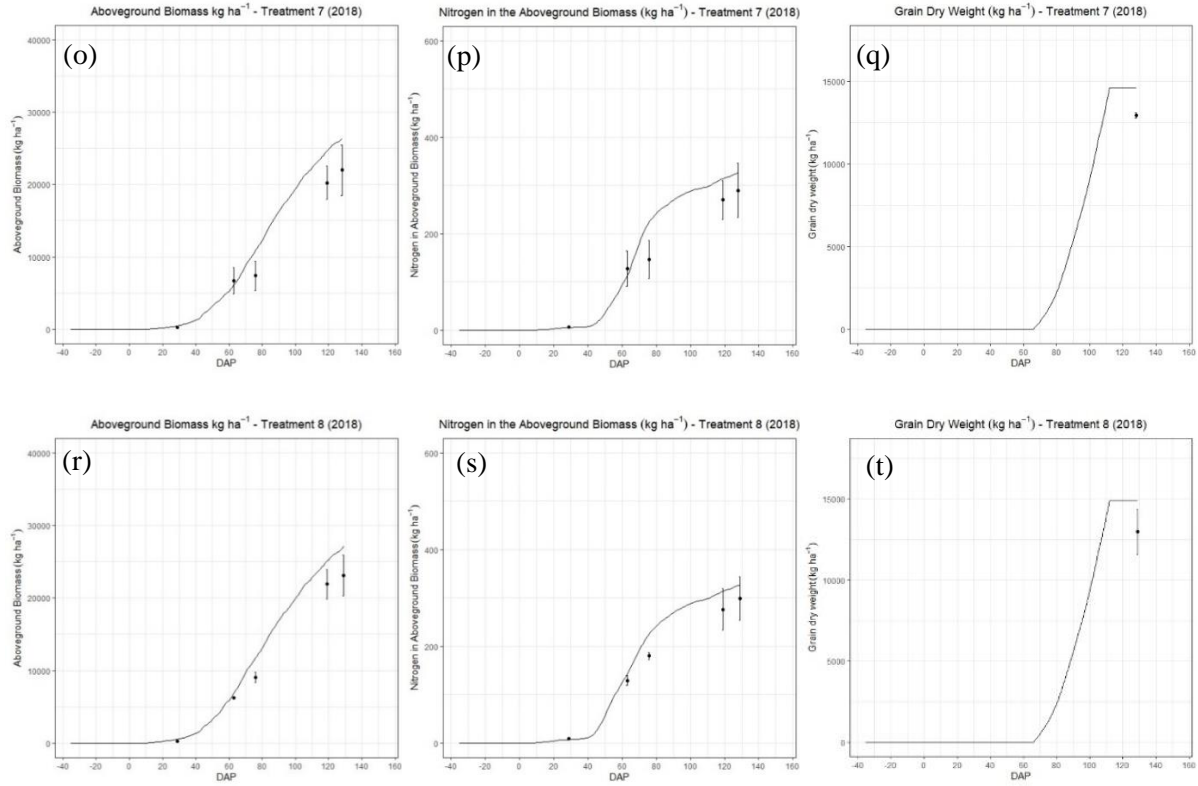 Aboveground Biomass kg ha⁻¹ - Treatment 7 (2018)
(o)
Aboveground Biomass (kg ha⁻¹)
40000
30000
20000
10000
0
-40 -20 0 20 40 60 80 100 120 140 160
DAP
Nitrogen in the Aboveground Biomass (kg ha⁻¹) - Treatment 7 (2018)
(p)
Nitrogen in Aboveground Biomass (kg ha⁻¹)
600
400
200
0
-40 -20 0 20 40 60 80 100 120 140 160
DAP
Grain Dry Weight (kg ha⁻¹) - Treatment 7 (2018)
(q)
Grain dry weight (kg ha⁻¹)
15000
10000
5000
0
-40 -20 0 20 40 60 80 100 120 140 160
DAP
Aboveground Biomass kg ha⁻¹ - Treatment 8 (2018)
(r)
Aboveground Biomass (kg ha⁻¹)
40000
30000
20000
10000
0
-40 -20 0 20 40 60 80 100 120 140 160
DAP
Nitrogen in the Aboveground Biomass (kg ha⁻¹) - Treatment 8 (2018)
(s)
Nitrogen in Aboveground Biomass (kg ha⁻¹)
600
400
200
0
-40 -20 0 20 40 60 80 100 120 140 160
DAP
Grain Dry Weight (kg ha⁻¹) - Treatment 8 (2018)
(t)
Grain dry weight (kg ha⁻¹)
15000
10000
5000
0
-40 -20 0 20 40 60 80 100 120 140 160
DAP